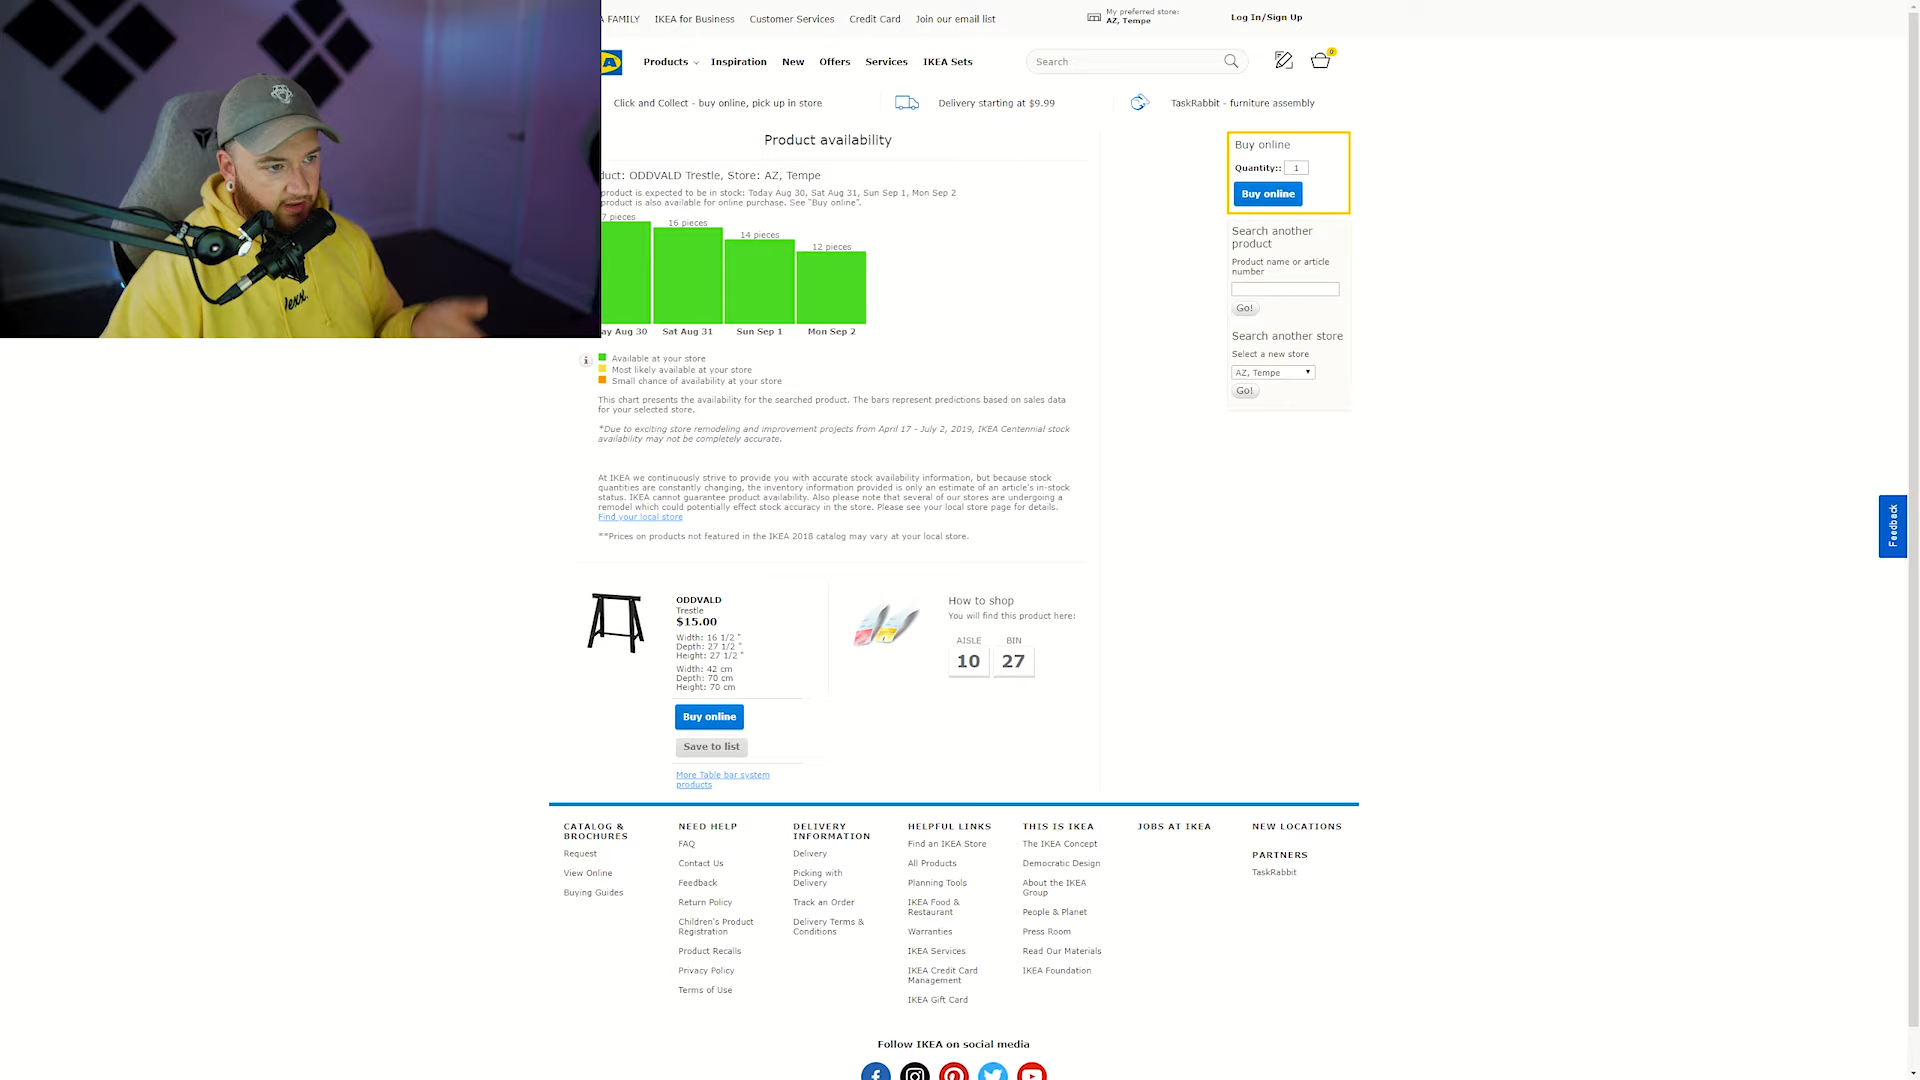 A FAMILY
IKEA for Business
Customer Services
Credit Card
Join our email list
My preferred store:
AZ, Tempe
Log In/Sign Up
Products
Inspiration
New
Offers
Services
IKEA Sets
Search
0
Click and Collect - buy online, pick up in store
Delivery starting at $9.99
TaskRabbit - furniture assembly
Product availability
duct: ODDVALD Trestle, Store: AZ, Tempe
product is expected to be in stock: Today Aug 30, Sat Aug 31, Sun Sep 1, Mon Sep 2
product is also available for online purchase. See "Buy online".
7 pieces
16 pieces
14 pieces
12 pieces
ay Aug 30
Sat Aug 31
Sun Sep 1
Mon Sep 2
Available at your store
Most likely available at your store
Small chance of availability at your store
This chart presents the availability for the searched product. The bars represent predictions based on sales data
for your selected store.
*Due to exciting store remodeling and improvement projects from April 17 - July 2, 2019, IKEA Centennial stock
availability may not be completely accurate.
At IKEA we continuously strive to provide you with accurate stock availability information, but because stock
quantities are constantly changing, the inventory information provided is only an estimate of an article's in-stock
status. IKEA cannot guarantee product availability. Also please note that several of our stores are undergoing a
remodel which could potentially effect stock accuracy in the store. Please see your local store page for details.
Find your local store
**Prices on products not featured in the IKEA 2018 catalog may vary at your local store.
Buy online
Quantity:: 1
Buy online
Search another
product
Product name or article
number
Go!
Search another store
Select a new store
AZ, Tempe
Go!
Feedback
ODDVALD
Trestle
$15.00
Width: 16 1/2 "
Depth: 27 1/2 "
Height: 27 1/2 "
Width: 42 cm
Depth: 70 cm
Height: 70 cm
Buy online
Save to list
More Table bar system
products
How to shop
You will find this product here:
AISLE
BIN
10
27
CATALOG &
BROCHURES
Request
View Online
Buying Guides
NEED HELP
FAQ
Contact Us
Feedback
Return Policy
Children's Product
Registration
Product Recalls
Privacy Policy
Terms of Use
DELIVERY
INFORMATION
Delivery
Picking with
Delivery
Track an Order
Delivery Terms &
Conditions
HELPFUL LINKS
Find an IKEA Store
All Products
Planning Tools
IKEA Food &
Restaurant
Warranties
IKEA Services
IKEA Credit Card
Management
IKEA Gift Card
THIS IS IKEA
The IKEA Concept
Democratic Design
About the IKEA
Group
People & Planet
Press Room
Read Our Materials
IKEA Foundation
JOBS AT IKEA
NEW LOCATIONS
PARTNERS
TaskRabbit
Follow IKEA on social media